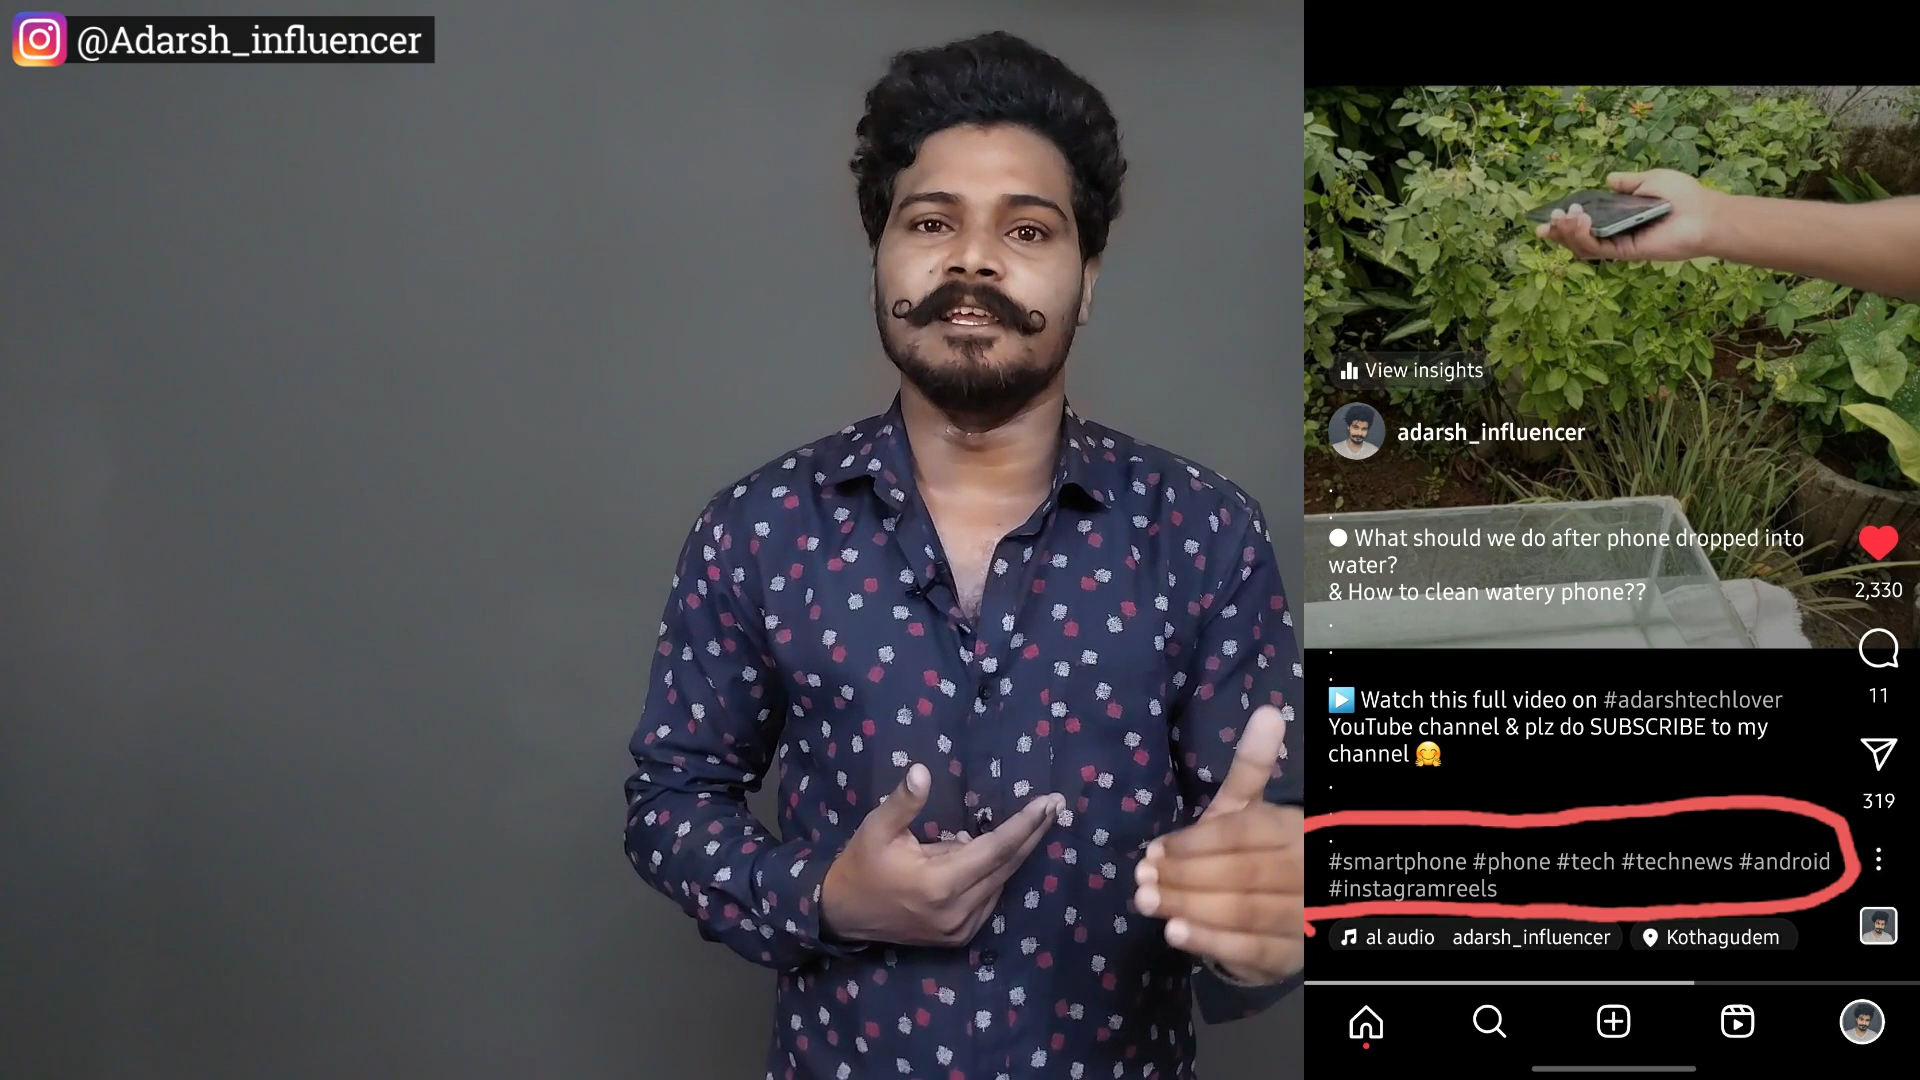 @Adarsh_influencer
View insights
adarsh_influencer
.
.
● What should we do after phone dropped into
water?
& How to clean watery phone??
.
.
.
▶ Watch this full video on #adarshtechlover
YouTube channel & plz do SUBSCRIBE to my
channel 🤗
.
.
.
#smartphone #phone #tech #technews #android
#instagramreels
al audio adarsh_influencer
Kothagudem
2,330
11
319